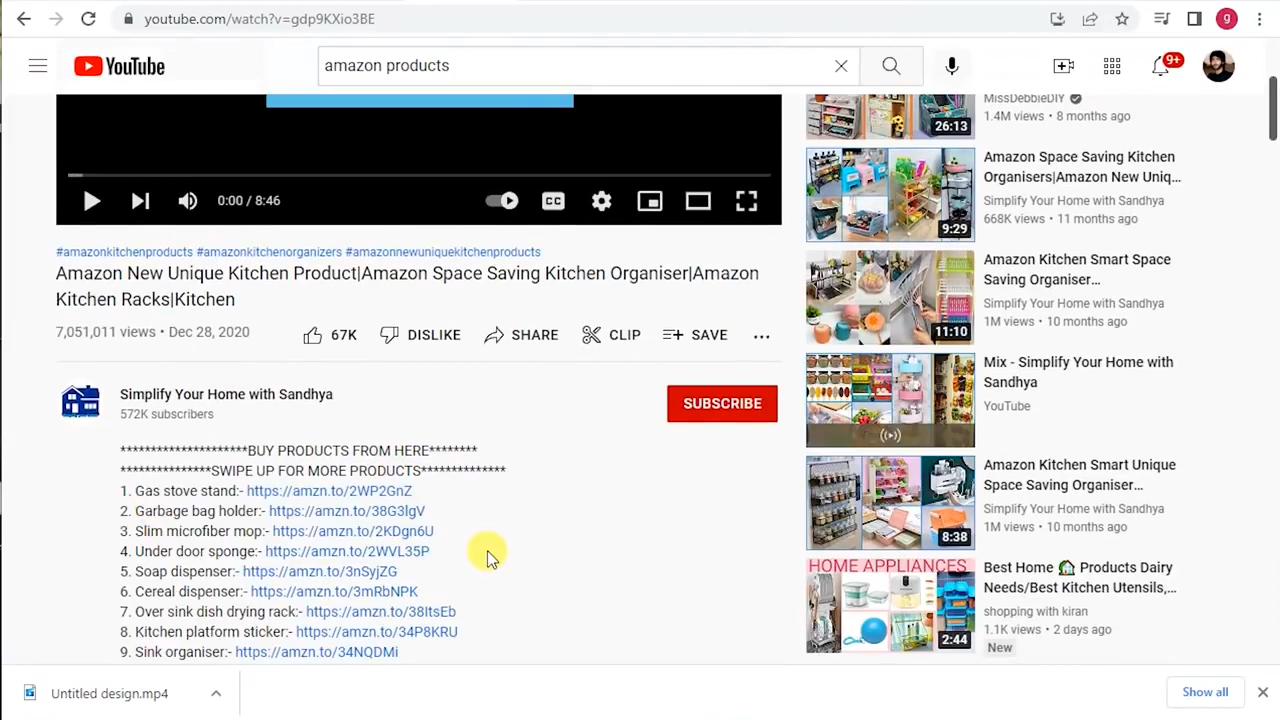 youtube.com/watch?v=gdp9KXio3BE
g
YouTube
amazon products
9+
0:00 / 8:46
CC
#amazonkitchenproducts #amazonkitchenorganizers #amazonnewuniquekitchenproducts
Amazon New Unique Kitchen Product|Amazon Space Saving Kitchen Organiser|Amazon
Kitchen Racks|Kitchen
7,051,011 views • Dec 28, 2020
67K
DISLIKE
SHARE
CLIP
SAVE
Simplify Your Home with Sandhya
572K subscribers
SUBSCRIBE
*********************BUY PRODUCTS FROM HERE********
***************SWIPE UP FOR MORE PRODUCTS**************
1. Gas stove stand:- https://amzn.to/2WP2GnZ
2. Garbage bag holder:- https://amzn.to/38G3lgV
3. Slim microfiber mop:- https://amzn.to/2KDgn6U
4. Under door sponge:- https://amzn.to/2WVL35P
5. Soap dispenser:- https://amzn.to/3nSyjZG
6. Cereal dispenser:- https://amzn.to/3mRbNPK
7. Over sink dish drying rack:- https://amzn.to/38ItsEb
8. Kitchen platform sticker:- https://amzn.to/34P8KRU
9. Sink organiser:- https://amzn.to/34NQDMi
26:13
MissDebbieDIY
1.4M views • 8 months ago
9:29
Amazon Space Saving Kitchen
Organisers|Amazon New Uniq...
Simplify Your Home with Sandhya
668K views • 11 months ago
11:10
Amazon Kitchen Smart Space
Saving Organiser...
Simplify Your Home with Sandhya
1M views • 10 months ago
Mix - Simplify Your Home with
Sandhya
YouTube
8:38
Amazon Kitchen Smart Unique
Space Saving Organiser...
Simplify Your Home with Sandhya
1M views • 10 months ago
HOME APPLIANCES
2:44
Best Home 🏠 Products Dairy
Needs/Best Kitchen Utensils,...
shopping with kiran
1.1K views • 2 days ago
New
Untitled design.mp4
Show all